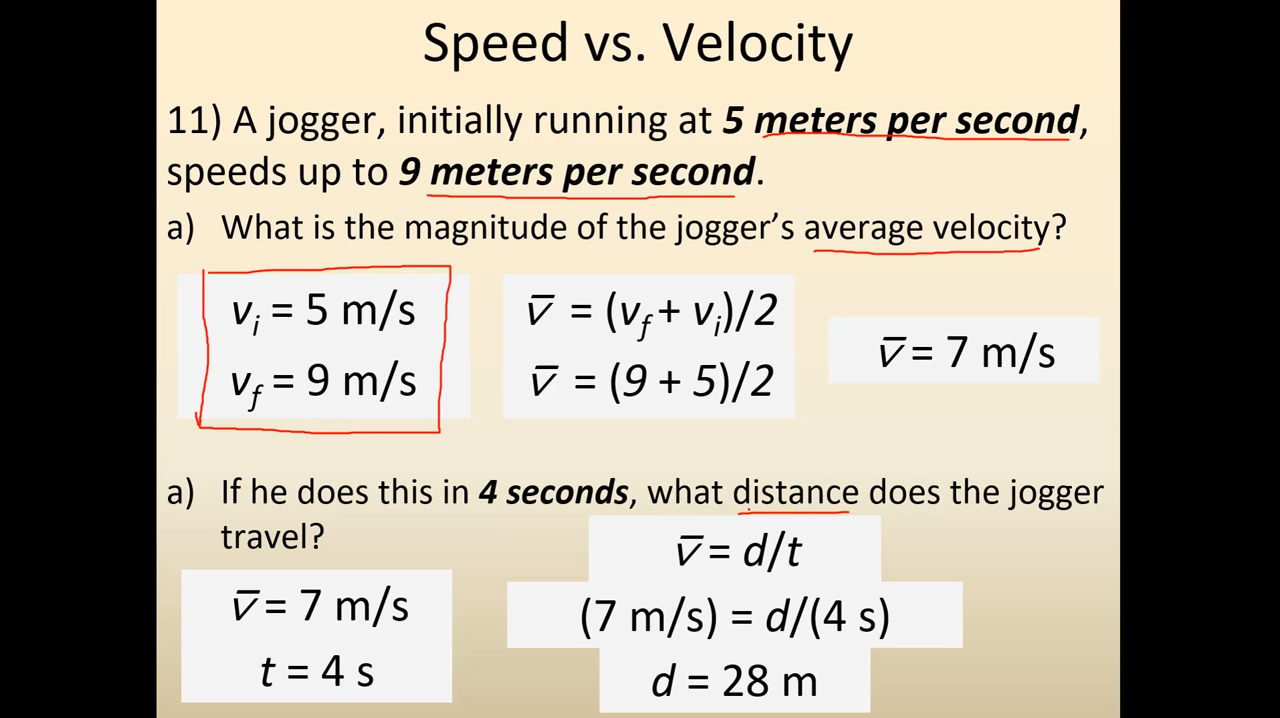 Speed vs. Velocity
11) A jogger, initially running at 5 meters per second,
speeds up to 9 meters per second.
a) What is the magnitude of the jogger’s average velocity?
vᵢ = 5 m/s
v_f = 9 m/s
v̅ = (v_f + vᵢ)/2
v̅ = (9 + 5)/2
v̅ = 7 m/s
a) If he does this in 4 seconds, what distance does the jogger
travel?
v̅ = 7 m/s
t = 4 s
v̅ = d/t
(7 m/s) = d/(4 s)
d = 28 m